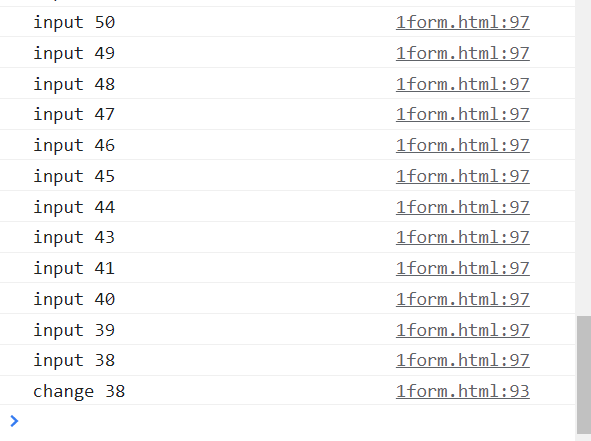 input 50 1form.html:97
input 49 1form.html:97
input 48 1form.html:97
input 47 1form.html:97
input 46 1form.html:97
input 45 1form.html:97
input 44 1form.html:97
input 43 1form.html:97
input 41 1form.html:97
input 40 1form.html:97
input 39 1form.html:97
input 38 1form.html:97
change 38 1form.html:93